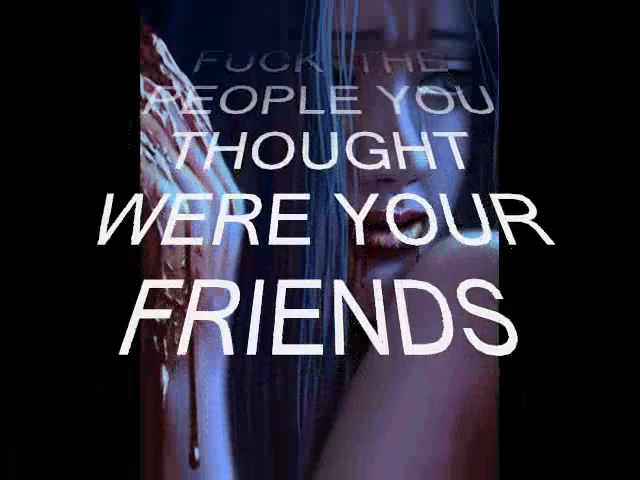 FUCK THE
PEOPLE YOU
THOUGHT
WERE YOUR
FRIENDS